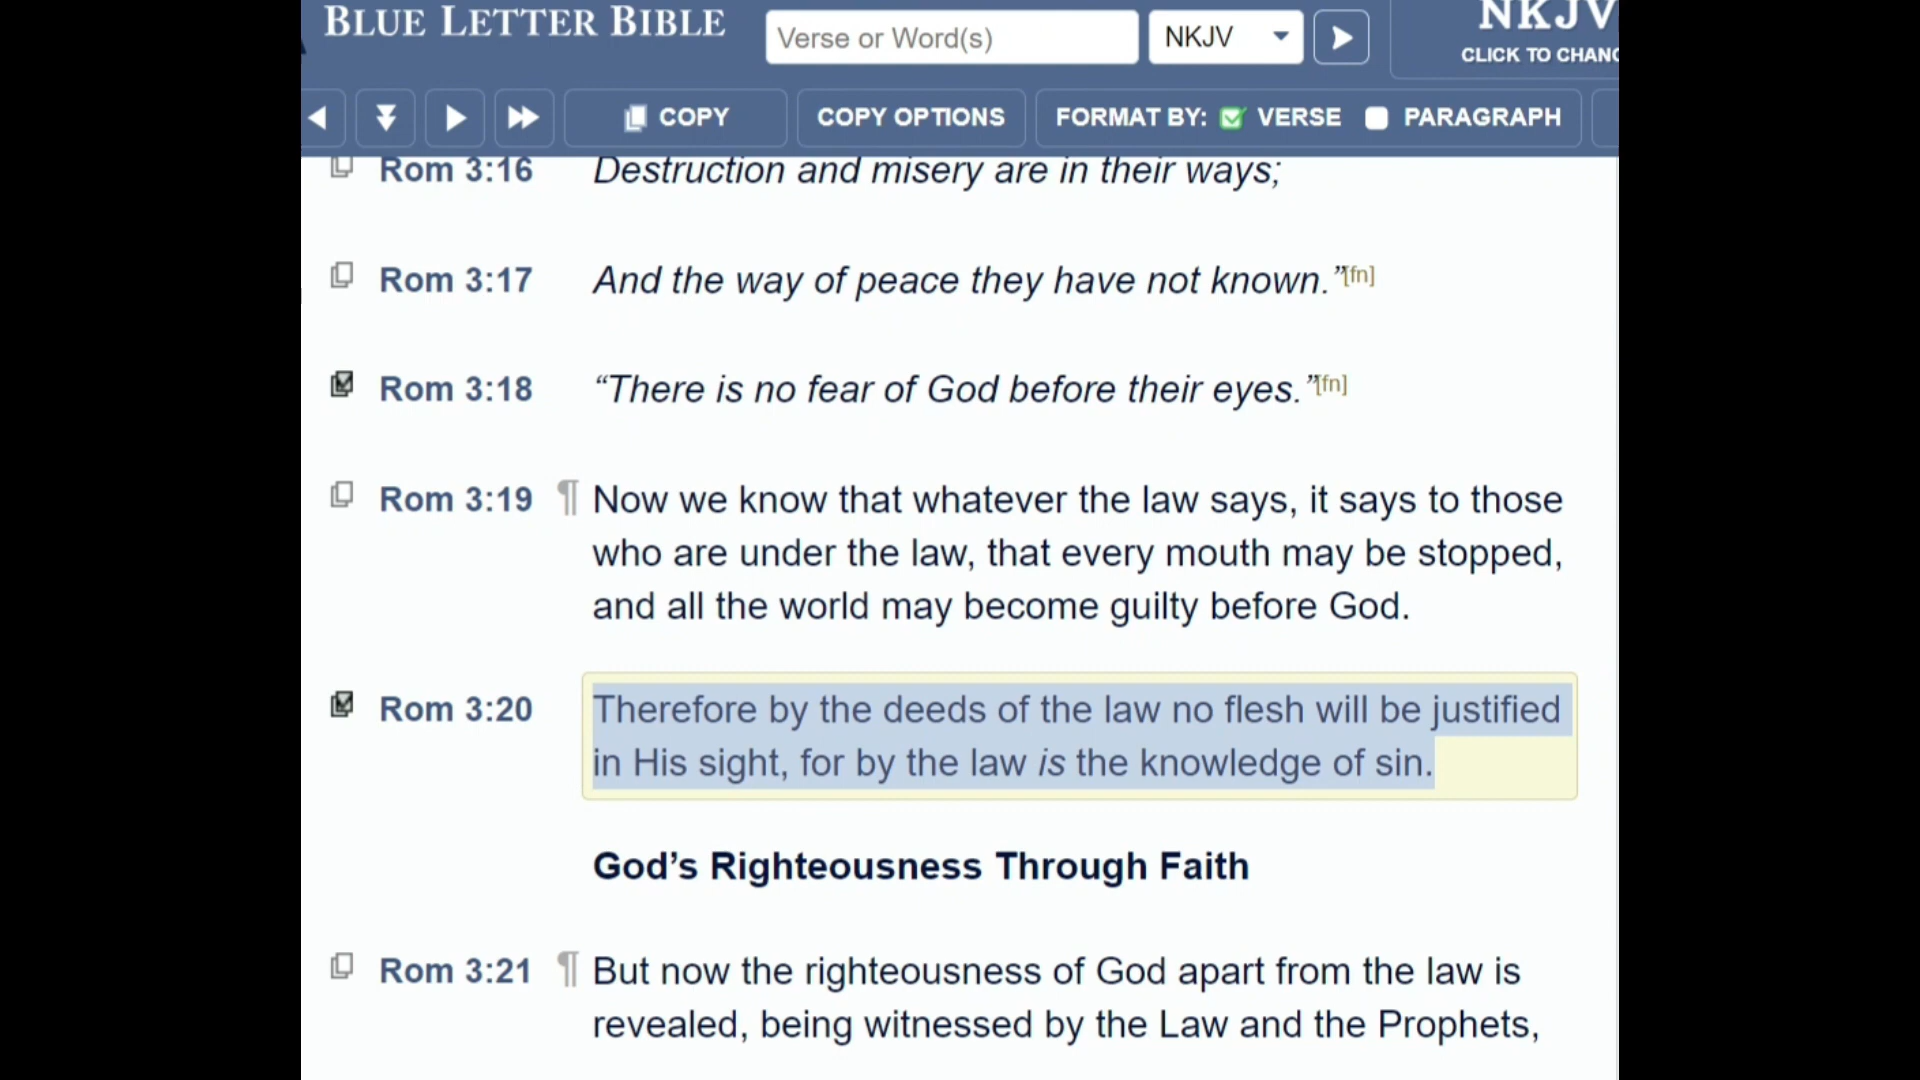 BLUE LETTER BIBLE
Verse or Word(s)
NKJV
NKJV
CLICK TO CHANG
COPY
COPY OPTIONS
FORMAT BY: VERSE PARAGRAPH
Rom 3:16 Destruction and misery are in their ways;
Rom 3:17 And the way of peace they have not known.”[fn]
Rom 3:18 “There is no fear of God before their eyes.”[fn]
Rom 3:19 ¶ Now we know that whatever the law says, it says to those
who are under the law, that every mouth may be stopped,
and all the world may become guilty before God.
Rom 3:20 Therefore by the deeds of the law no flesh will be justified
in His sight, for by the law is the knowledge of sin.
God’s Righteousness Through Faith
Rom 3:21 ¶ But now the righteousness of God apart from the law is
revealed, being witnessed by the Law and the Prophets,